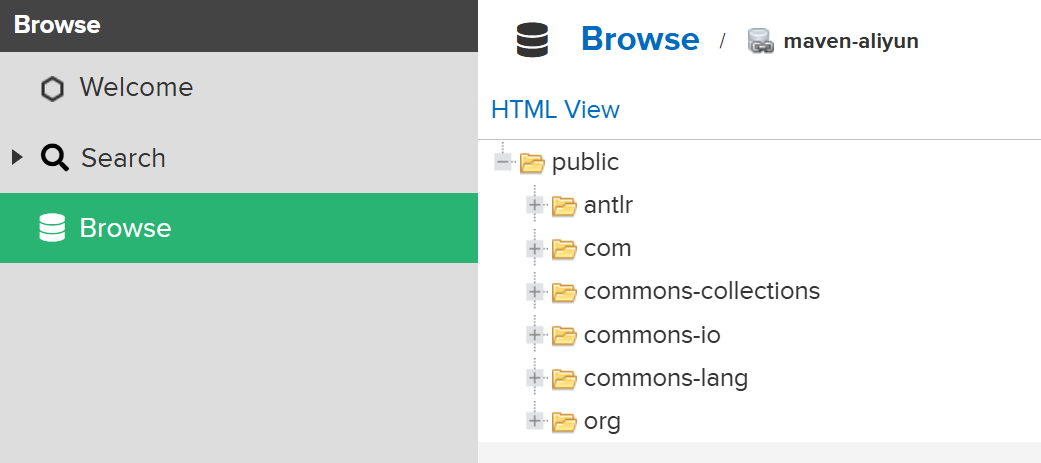 Browse
Welcome
Search
Browse
Browse / maven-aliyun
HTML View
public
antlr
com
commons-collections
commons-io
commons-lang
org